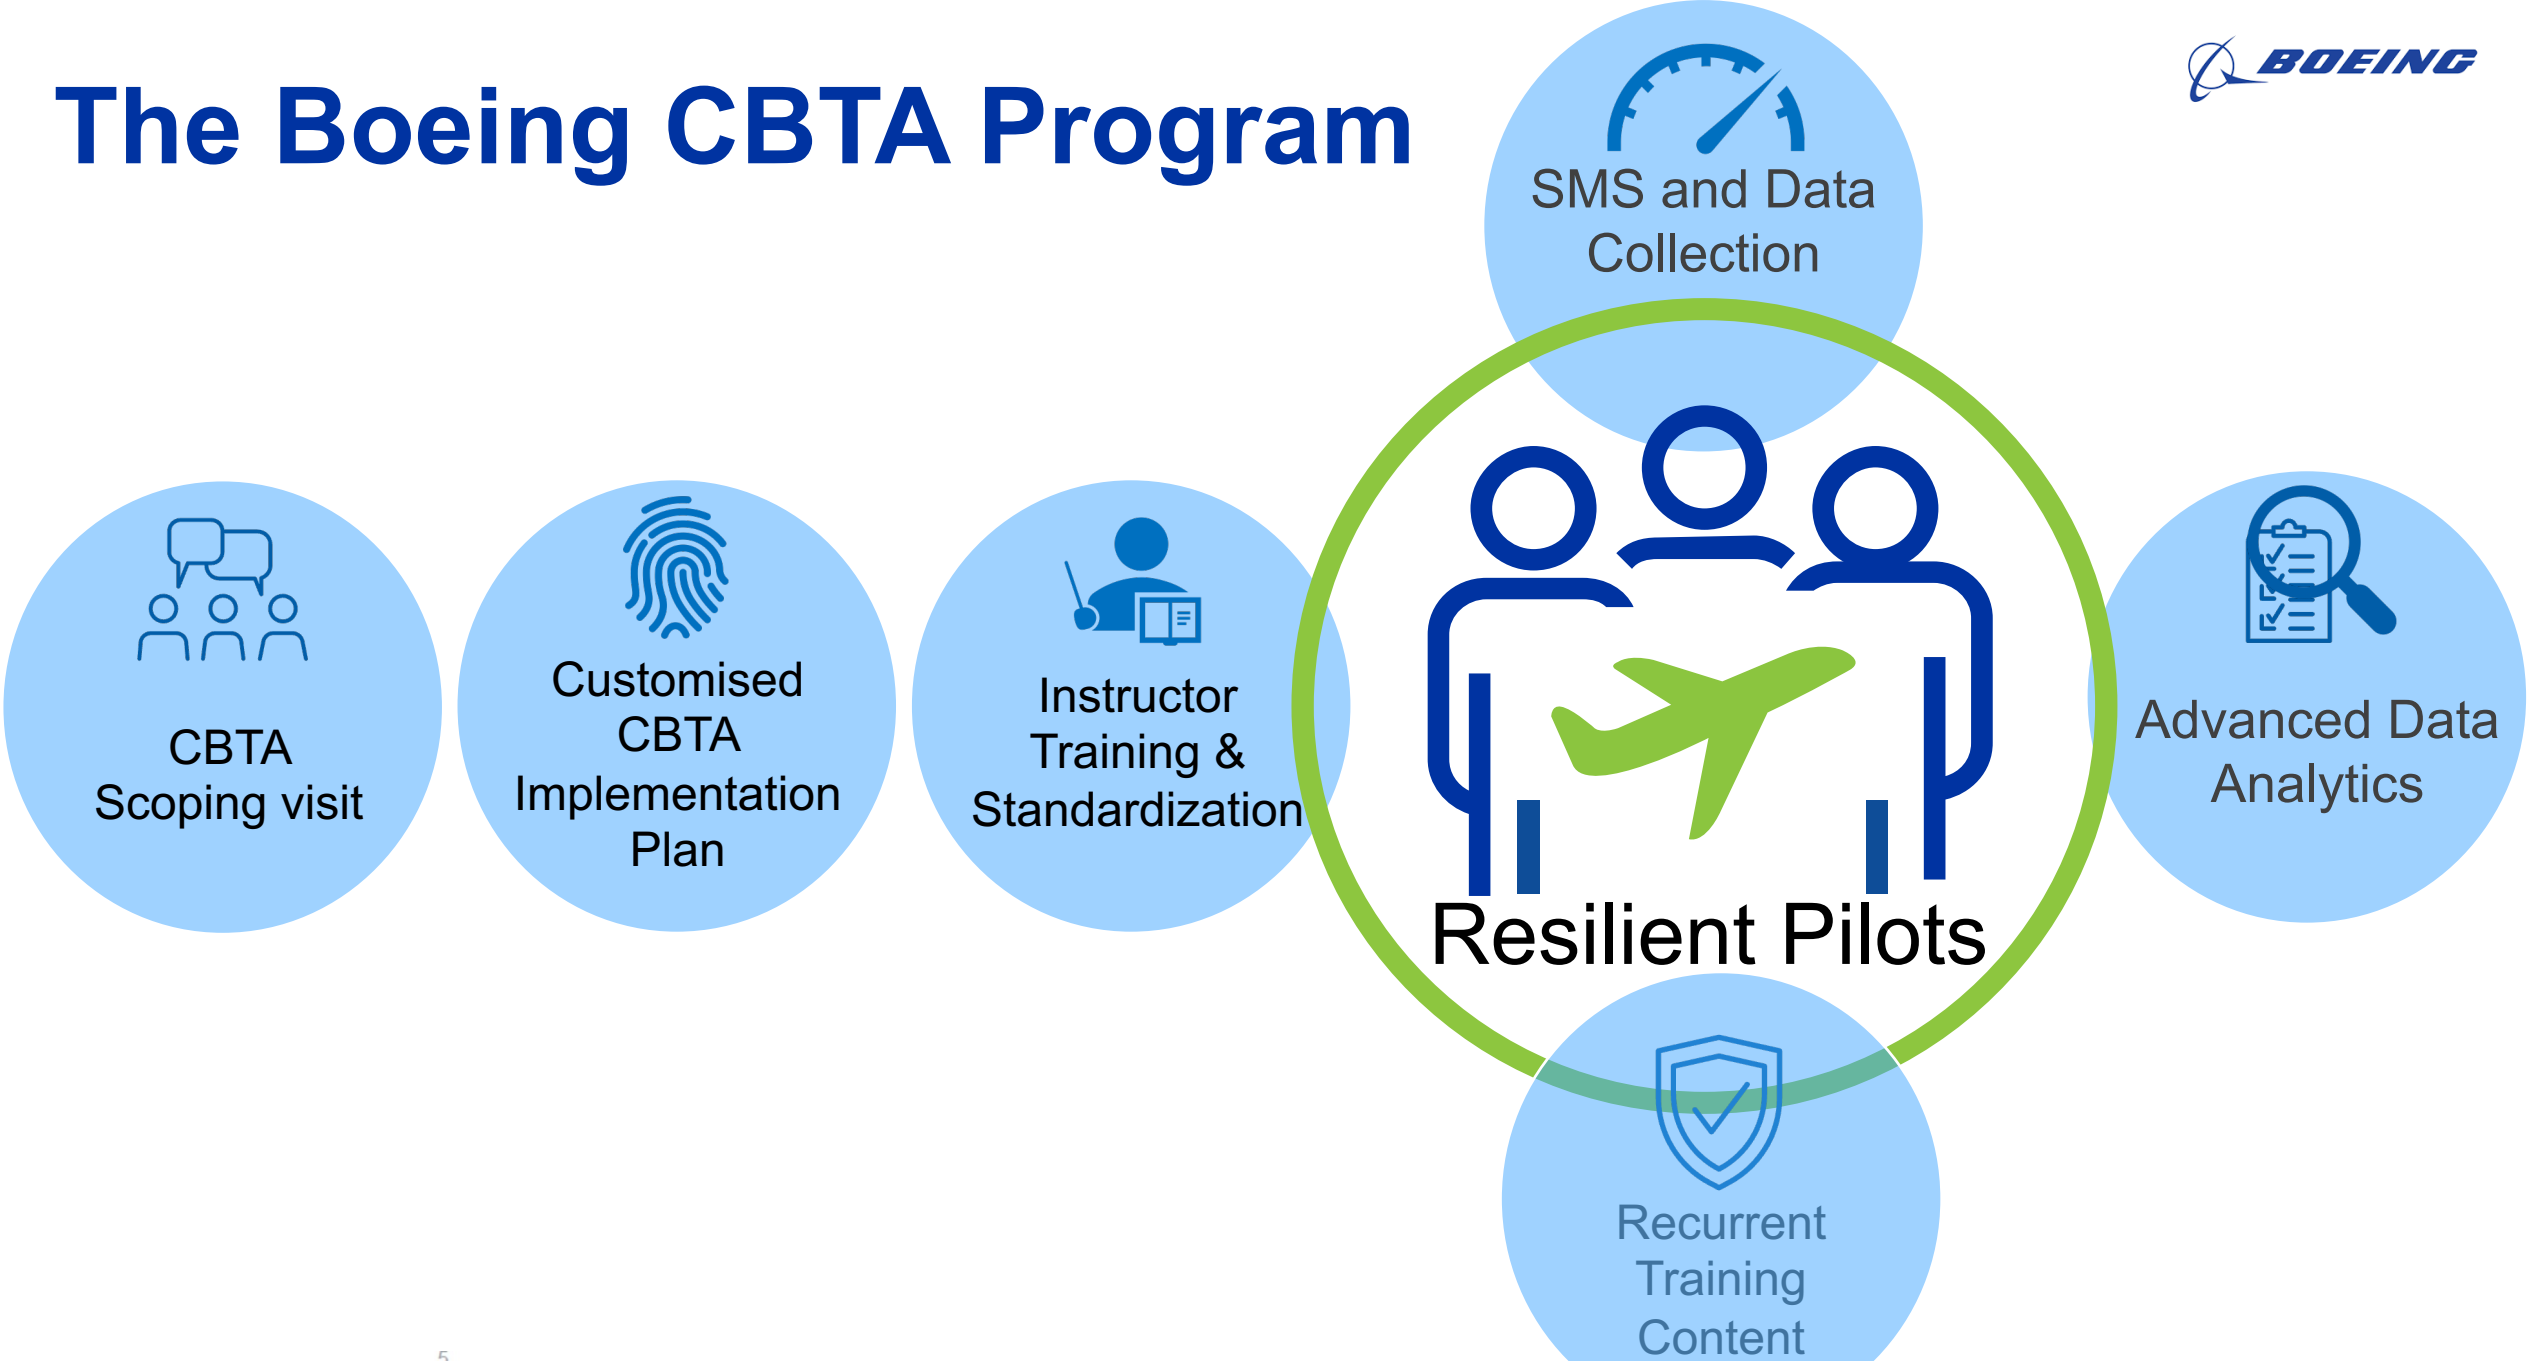 The Boeing CBTA Program
BOEING
SMS and Data
Collection
CBTA
Scoping visit
Customised
CBTA
Implementation
Plan
Instructor
Training &
Standardization
Resilient Pilots
Advanced Data
Analytics
Recurrent
Training
Content
5